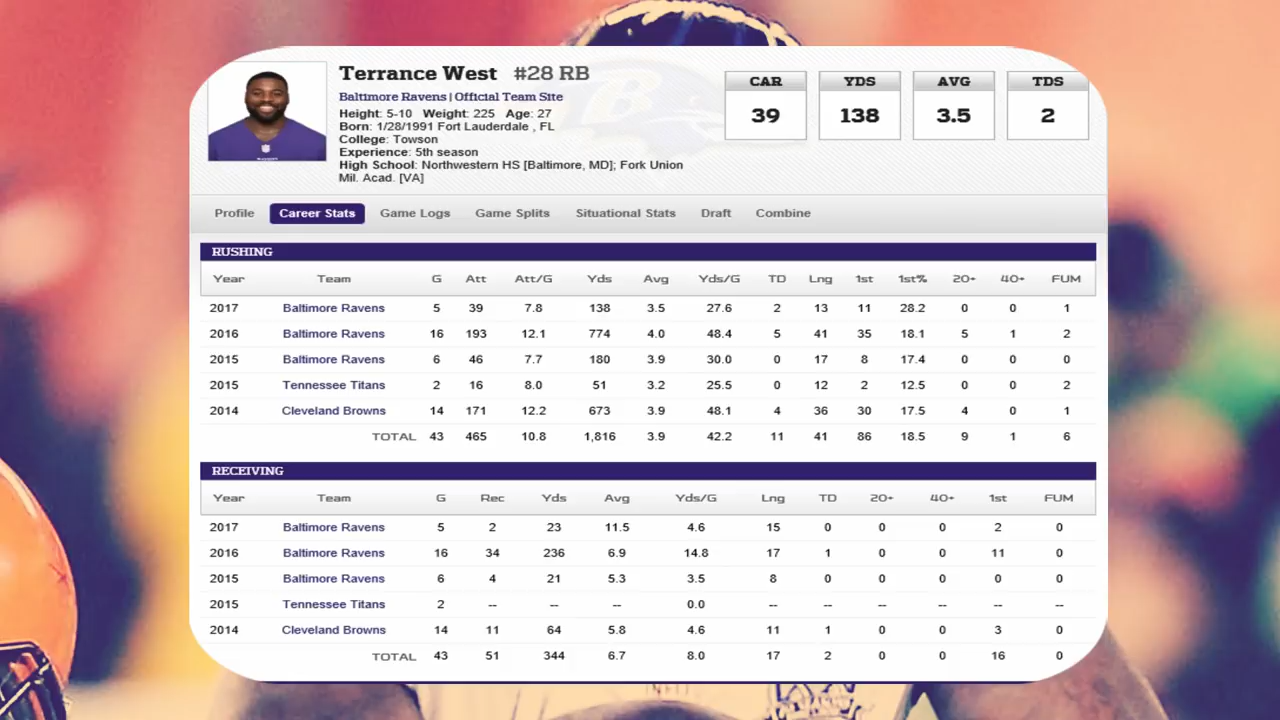 Terrance West #28 RB
Baltimore Ravens | Official Team Site
Height: 5-10 Weight: 225 Age: 27
Born: 1/28/1991 Fort Lauderdale , FL
College: Towson
Experience: 5th season
High School: Northwestern HS [Baltimore, MD]; Fork Union
Mil. Acad. [VA]
CAR YDS AVG TDS
39 138 3.5 2
Profile Career Stats Game Logs Game Splits Situational Stats Draft Combine
RUSHING
Year Team G Att Att/G Yds Avg Yds/G TD Lng 1st 1st% 20+ 40+ FUM
2017 Baltimore Ravens 5 39 7.8 138 3.5 27.6 2 13 11 28.2 0 0 1
2016 Baltimore Ravens 16 193 12.1 774 4.0 48.4 5 41 35 18.1 5 1 2
2015 Baltimore Ravens 6 46 7.7 180 3.9 30.0 0 17 8 17.4 0 0 0
2015 Tennessee Titans 2 16 8.0 51 3.2 25.5 0 12 2 12.5 0 0 2
2014 Cleveland Browns 14 171 12.2 673 3.9 48.1 4 36 30 17.5 4 0 1
TOTAL 43 465 10.8 1,816 3.9 42.2 11 41 86 18.5 9 1 6
RECEIVING
Year Team G Rec Yds Avg Yds/G Lng TD 20+ 40+ 1st FUM
2017 Baltimore Ravens 5 2 23 11.5 4.6 15 0 0 0 2 0
2016 Baltimore Ravens 16 34 236 6.9 14.8 17 1 0 0 11 0
2015 Baltimore Ravens 6 4 21 5.3 3.5 8 0 0 0 0 0
2015 Tennessee Titans 2 -- -- -- 0.0 -- -- -- -- -- --
2014 Cleveland Browns 14 11 64 5.8 4.6 11 1 0 0 3 0
TOTAL 43 51 344 6.7 8.0 17 2 0 0 16 0